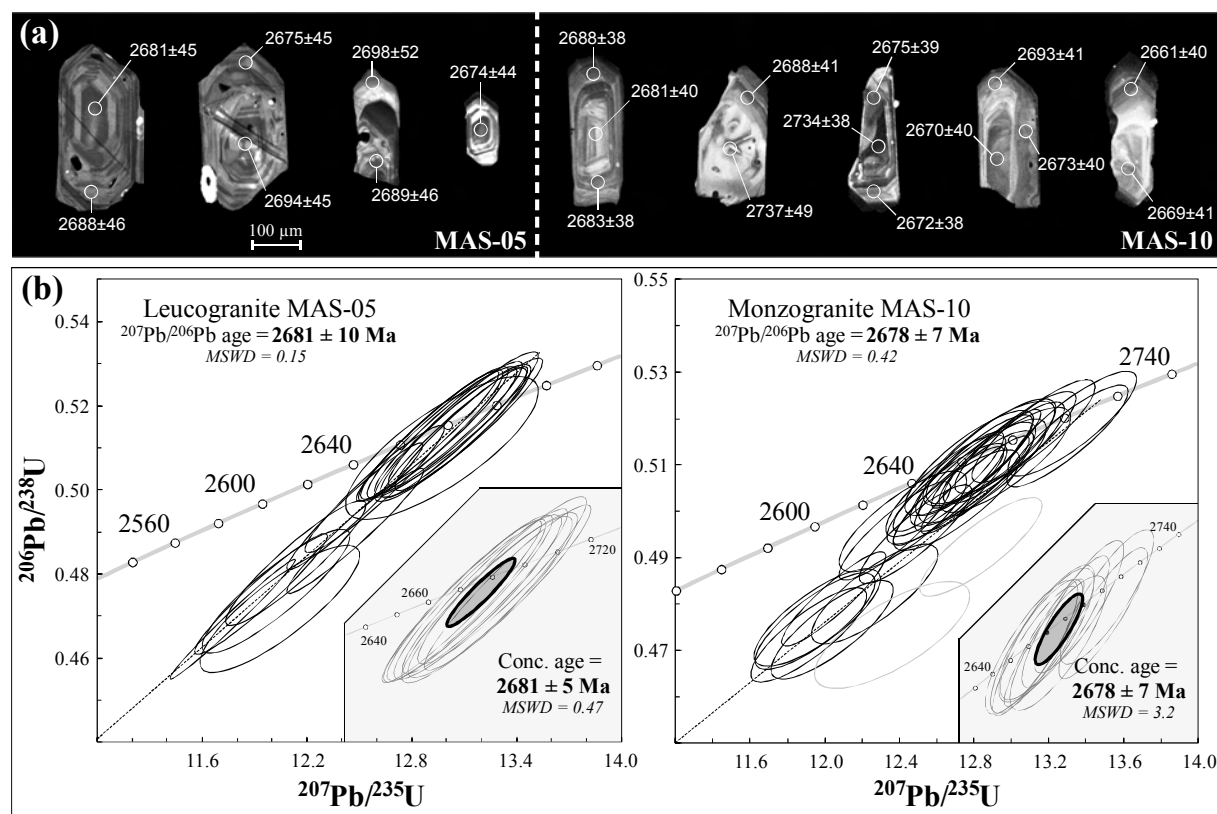 (a)
2681±45
2675±45
2698±52
2674±44
2688±46
2694±45
2689±46
100 µm
MAS-05
2688±38
2681±40
2683±38
2688±41
2737±49
2675±39
2734±38
2672±38
2693±41
2670±40
2673±40
2661±40
2669±41
MAS-10
(b)
Leucogranite MAS-05
²⁰⁷Pb/²⁰⁶Pb age = 2681 ± 10 Ma
MSWD = 0.15
0.54
0.52
0.50
0.48
0.46
²⁰⁶Pb/²³⁸U
2640
2600
2560
2720
2660
2640
Conc. age =
2681 ± 5 Ma
MSWD = 0.47
11.6
12.2
12.8
13.4
14.0
²⁰⁷Pb/²³⁵U
Monzogranite MAS-10
²⁰⁷Pb/²⁰⁶Pb age = 2678 ± 7 Ma
MSWD = 0.42
0.55
0.53
0.51
0.49
0.47
2740
2640
2600
2740
2640
Conc. age =
2678 ± 7 Ma
MSWD = 3.2
11.6
12.0
12.4
12.8
13.2
13.6
14.0
²⁰⁷Pb/²³⁵U